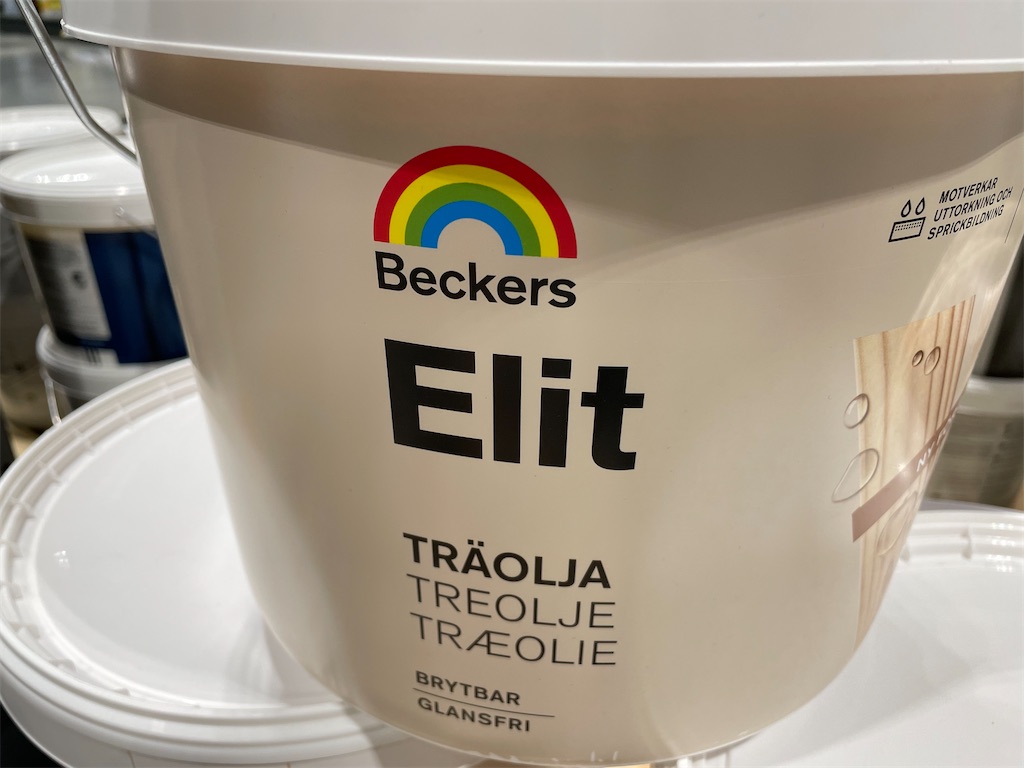 Beckers
Elit
TRÄOLJA
TREOLJE
TRÆOLIE
BRYTBAR
GLANSFRI
MOTVERKAR
UTTORKNING OCH
SPRICKBILDNING